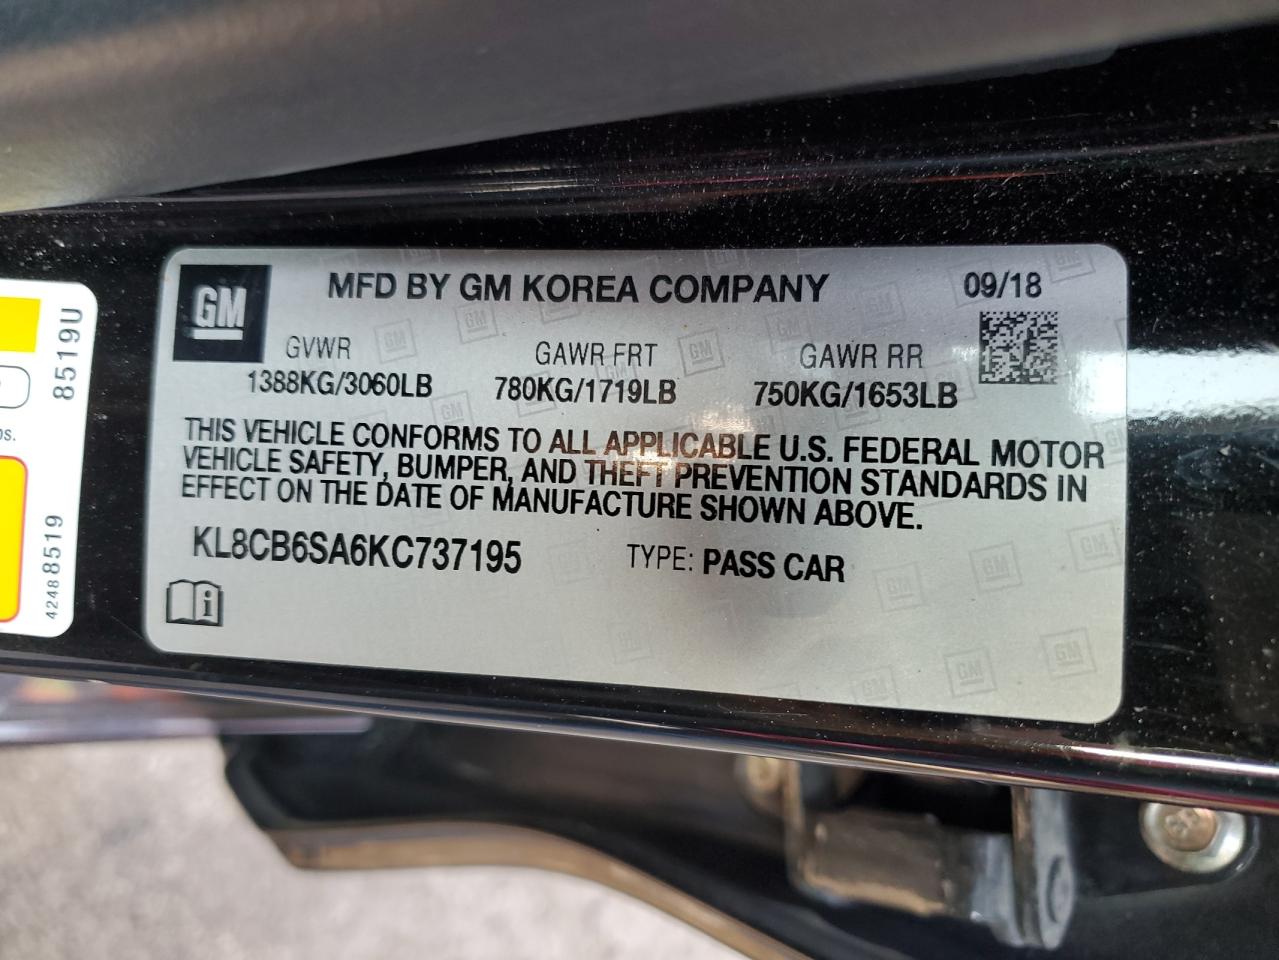 GM
MFD BY GM KOREA COMPANY
09/18
GVWR
GAWR FRT
GAWR RR
1388KG/3060LB
780KG/1719LB
750KG/1653LB
THIS VEHICLE CONFORMS TO ALL APPLICABLE U.S. FEDERAL MOTOR
VEHICLE SAFETY, BUMPER, AND THEFT PREVENTION STANDARDS IN
EFFECT ON THE DATE OF MANUFACTURE SHOWN ABOVE.
KL8CB6SA6KC737195
TYPE: PASS CAR
i
8519U
42488519